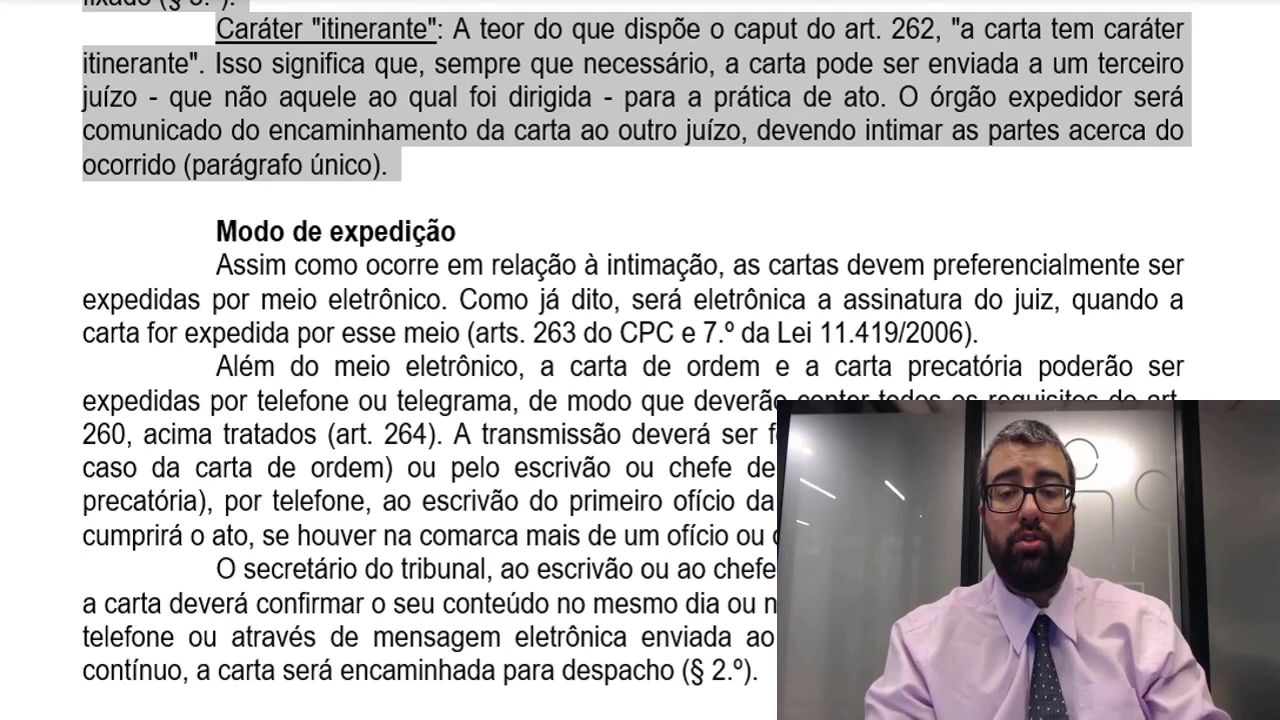 fixado (§ 3.º).
Caráter "itinerante": A teor do que dispõe o caput do art. 262, "a carta tem caráter
itinerante". Isso significa que, sempre que necessário, a carta pode ser enviada a um terceiro
juízo - que não aquele ao qual foi dirigida - para a prática de ato. O órgão expedidor será
comunicado do encaminhamento da carta ao outro juízo, devendo intimar as partes acerca do
ocorrido (parágrafo único).
Modo de expedição
Assim como ocorre em relação à intimação, as cartas devem preferencialmente ser
expedidas por meio eletrônico. Como já dito, será eletrônica a assinatura do juiz, quando a
carta for expedida por esse meio (arts. 263 do CPC e 7.º da Lei 11.419/2006).
Além do meio eletrônico, a carta de ordem e a carta precatória poderão ser
expedidas por telefone ou telegrama, de modo que deverão conter todos os requisitos do art.
260, acima tratados (art. 264). A transmissão deverá ser
caso da carta de ordem) ou pelo escrivão ou chefe de
precatória), por telefone, ao escrivão do primeiro ofício da
cumprirá o ato, se houver na comarca mais de um ofício ou
O secretário do tribunal, ao escrivão ou ao chefe
a carta deverá confirmar o seu conteúdo no mesmo dia ou
telefone ou através de mensagem eletrônica enviada ao
contínuo, a carta será encaminhada para despacho (§ 2.º).